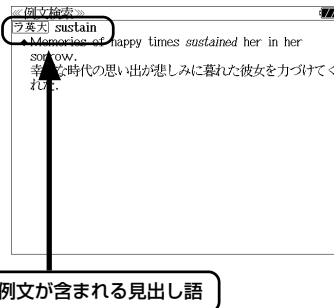 ≪例文検索≫
ラ英大 sustain
◆Memories of happy times sustained her in her
sorrow.
幸せな時代の思い出が悲しみに暮れた彼女を力づけてく
れた.
例文が含まれる見出し語